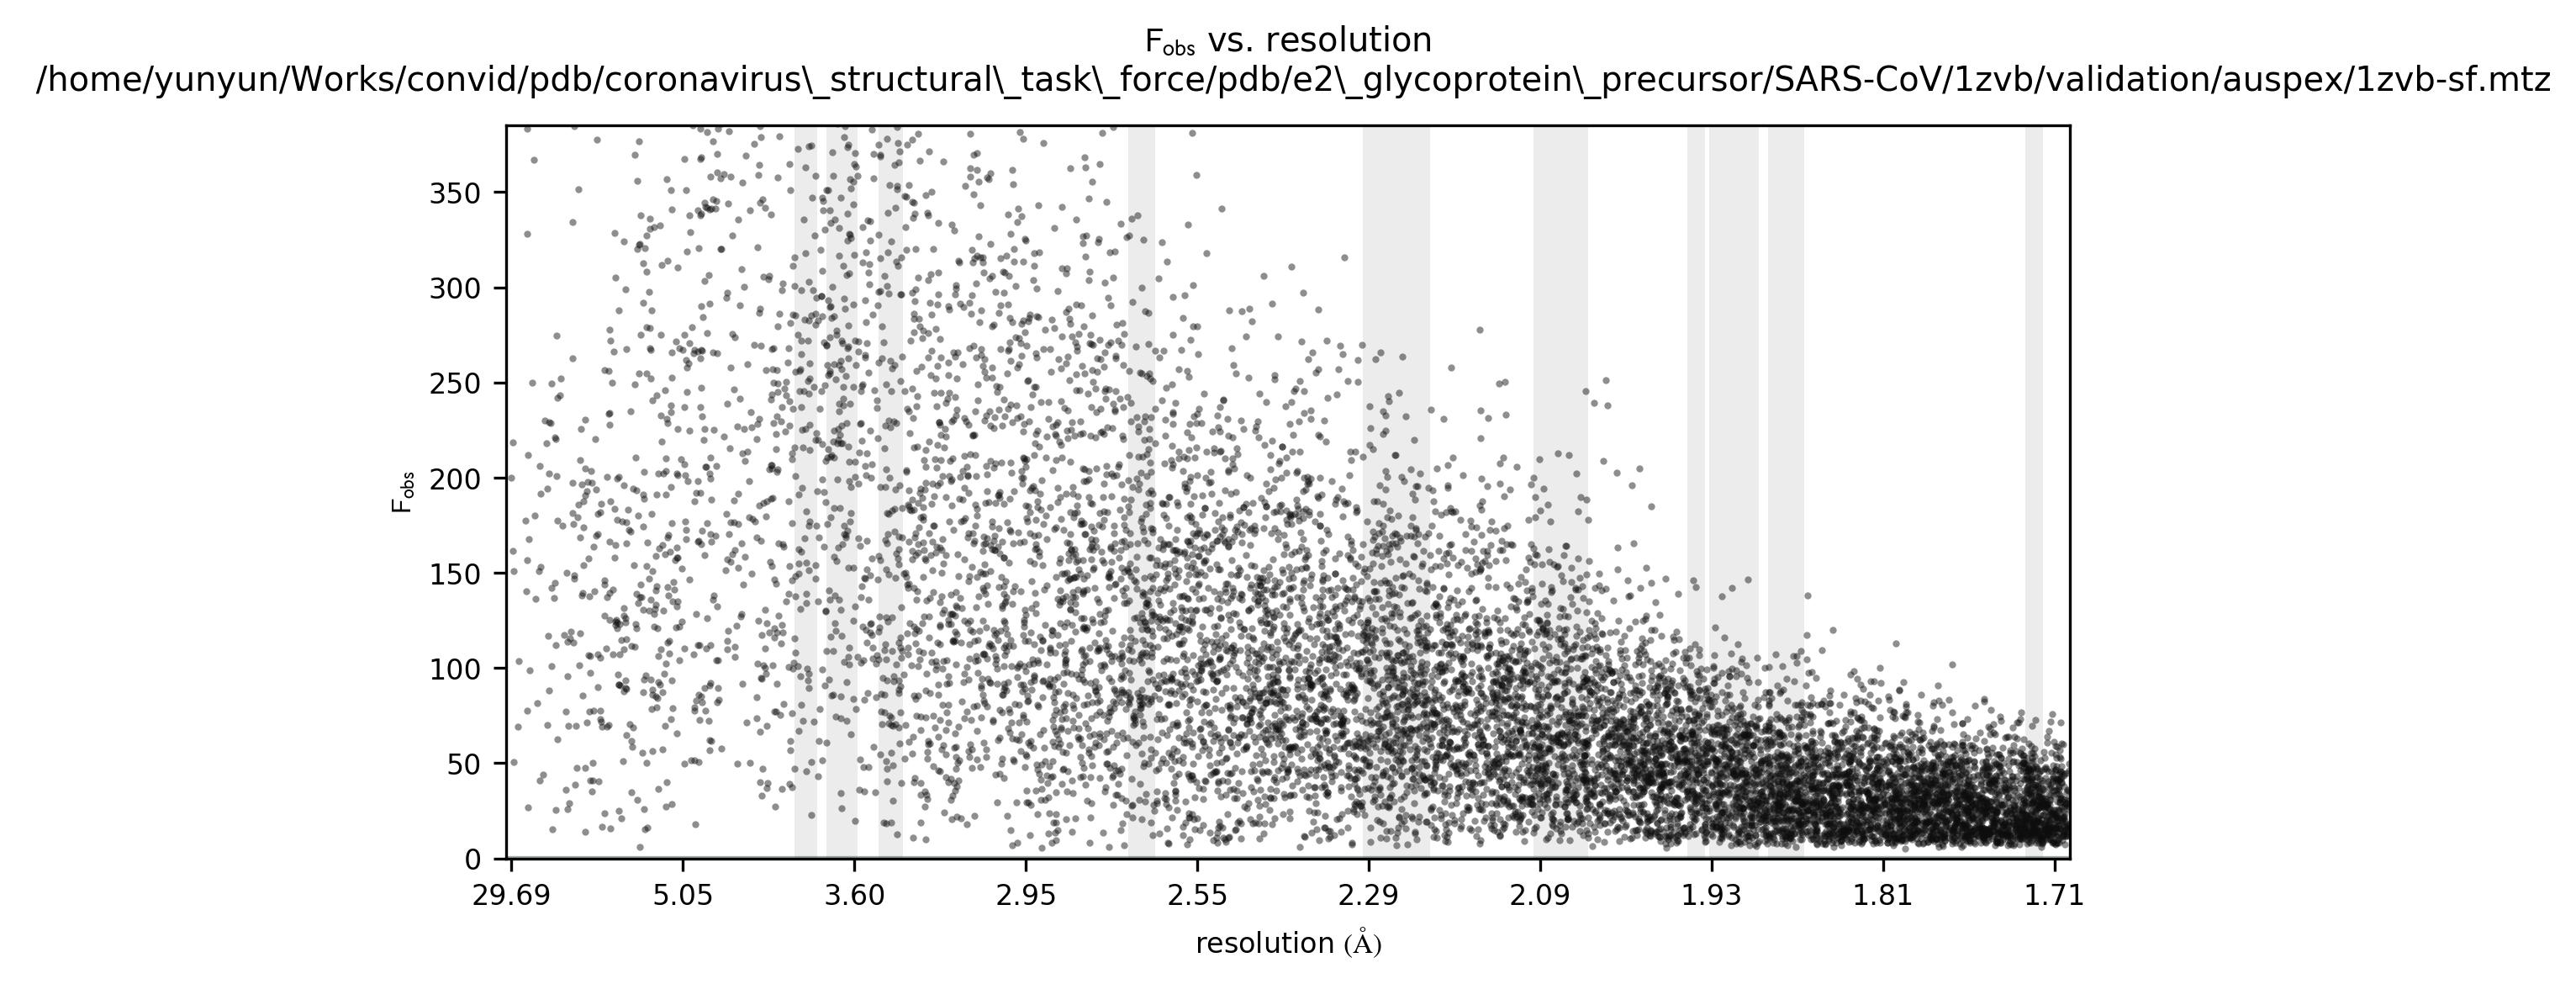 Fobs vs. resolution
/home/yunyun/Works/convid/pdb/coronavirus\_structural\_task\_force/pdb/e2\_glycoprotein\_precursor/SARS-CoV/1zvb/validation/auspex/1zvb-sf.mtz
350
300
250
200
150
100
50
0
Fobs
29.69 5.05 3.60 2.95 2.55 2.29 2.09 1.93 1.81 1.71
resolution (Å)